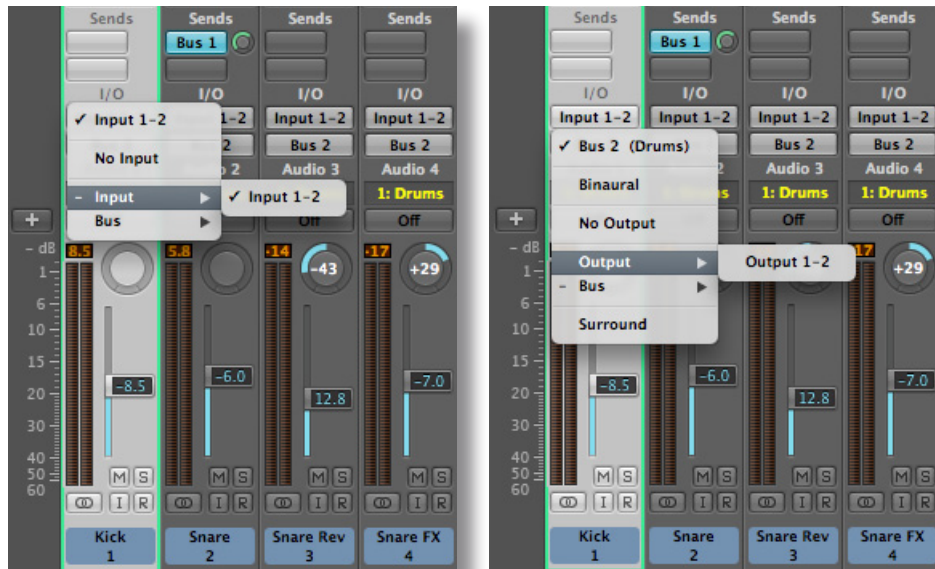 Sends Sends Sends Sends
Bus 1
I/O I/O I/O I/O
✓ Input 1-2 1-2 Input 1-2 Input 1-2
No Input Bus 2 Bus 2
o 2 Audio 3 Audio 4
- Input ▶ ✓ Input 1-2 1: Drums
Bus ▶ Off Off
+
- dB 8.5 5.8 -14 -17
-43 +29
1
6
10
15
20
30
40
50
60
-8.5 -6.0 12.8 -7.0
M S M S M S M S
I R I R I R I R
Kick Snare Snare Rev Snare FX
1 2 3 4
Sends Sends Sends Sends
Bus 1
I/O I/O I/O I/O
Input 1-2 Input 1-2 Input 1-2 Input 1-2
✓ Bus 2 (Drums) Bus 2 Bus 2
2 Audio 3 Audio 4
Binaural s 1: Drums 1: Drums
No Output Off Off
+
- dB 17
Output ▶ Output 1-2 +29
- Bus ▶
Surround
1
6
10
15
20
30
40
50
60
-8.5 -6.0 12.8 -7.0
M S M S M S M S
I R I R I R I R
Kick Snare Snare Rev Snare FX
1 2 3 4